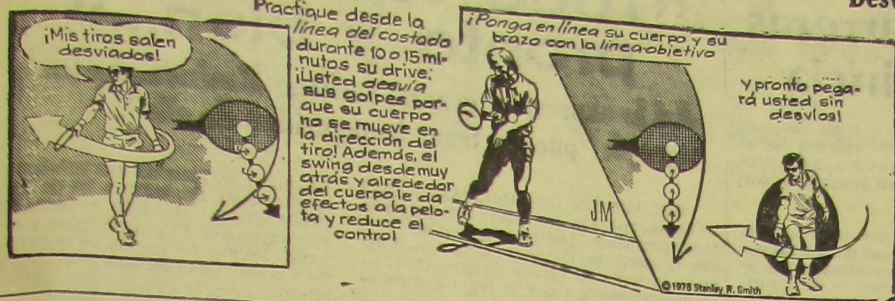 ¡Mis tiros salen
desviados!
Practique desde la
línea del costado
durante 10 o 15 mi-
nutos su drive;
¡Usted desvía
sus golpes por-
que su cuerpo
no se mueve en
la dirección del
tiro! Además, el
swing desde muy
atrás y alrededor
del cuerpo le da
efectos a la pelo-
ta y reduce el
control
¡Ponga en línea su cuerpo y su
brazo con la línea-objetivo
Y pronto pega-
rá usted sin
desvíos!
JM
© 1975 Stanley R. Smith